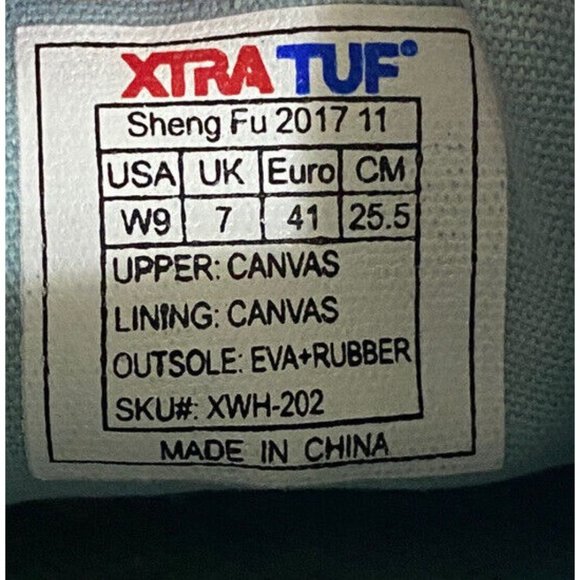 XTRATUF
Sheng Fu 2017 11
USA UK Euro CM
W9 7 41 25.5
UPPER: CANVAS
LINING: CANVAS
OUTSOLE: EVA+RUBBER
SKU#: XWH-202
MADE IN CHINA